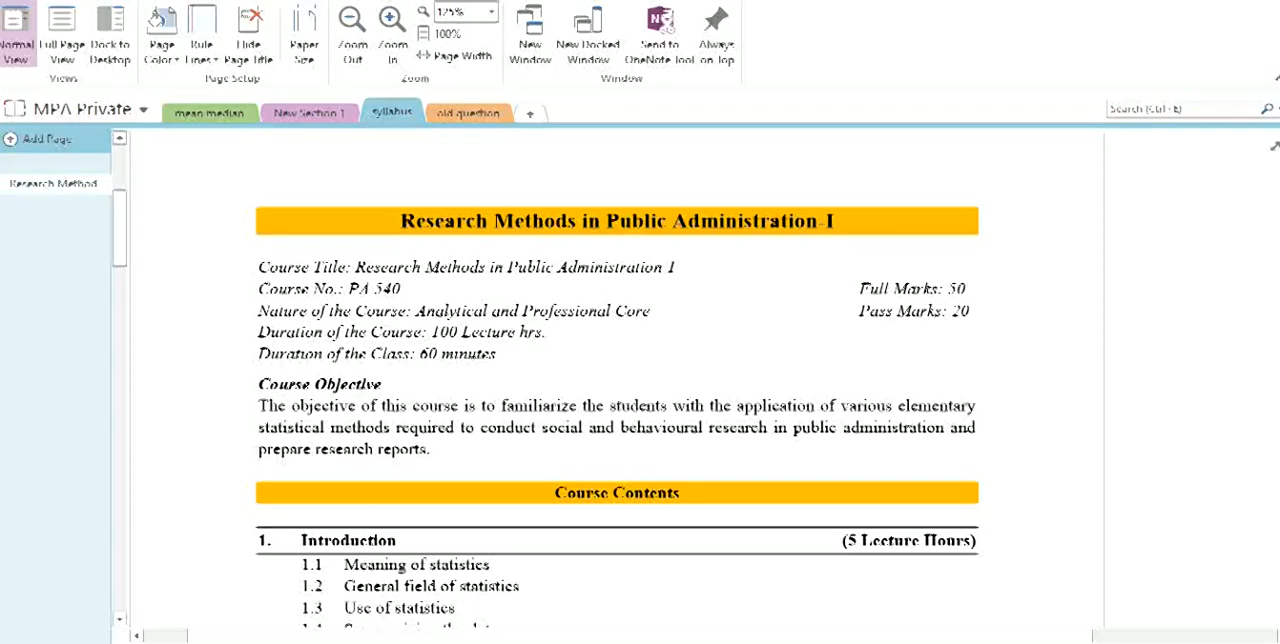 Normal View
Full Page View
Dock to Desktop
Views
Page Color
Rule Lines
Hide Page Title
Page Setup
Paper Size
Zoom Out
Zoom In
125%
100%
Page Width
Zoom
New Window
New Docked Window
Send to OneNote Tool
Always on Top
Window
MPA Private
mean median
New Section 1
syllabus
old question
+
Search (Ctrl+E)
Add Page
Research Method
Research Methods in Public Administration-I
Course Title: Research Methods in Public Administration I
Course No.: PA 540 Full Marks: 50
Nature of the Course: Analytical and Professional Core Pass Marks: 20
Duration of the Course: 100 Lecture hrs.
Duration of the Class: 60 minutes
Course Objective
The objective of this course is to familiarize the students with the application of various elementary
statistical methods required to conduct social and behavioural research in public administration and
prepare research reports.
Course Contents
1. Introduction (5 Lecture Hours)
1.1 Meaning of statistics
1.2 General field of statistics
1.3 Use of statistics